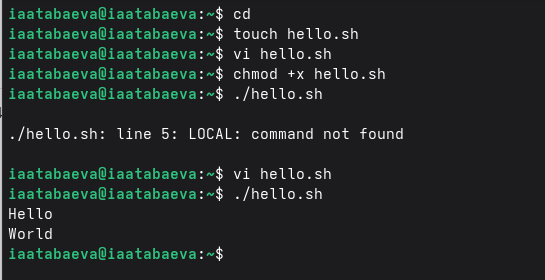 iaatabaeva@iaatabaeva:~$ cd
iaatabaeva@iaatabaeva:~$ touch hello.sh
iaatabaeva@iaatabaeva:~$ vi hello.sh
iaatabaeva@iaatabaeva:~$ chmod +x hello.sh
iaatabaeva@iaatabaeva:~$ ./hello.sh
./hello.sh: line 5: LOCAL: command not found
iaatabaeva@iaatabaeva:~$ vi hello.sh
iaatabaeva@iaatabaeva:~$ ./hello.sh
Hello
World
iaatabaeva@iaatabaeva:~$